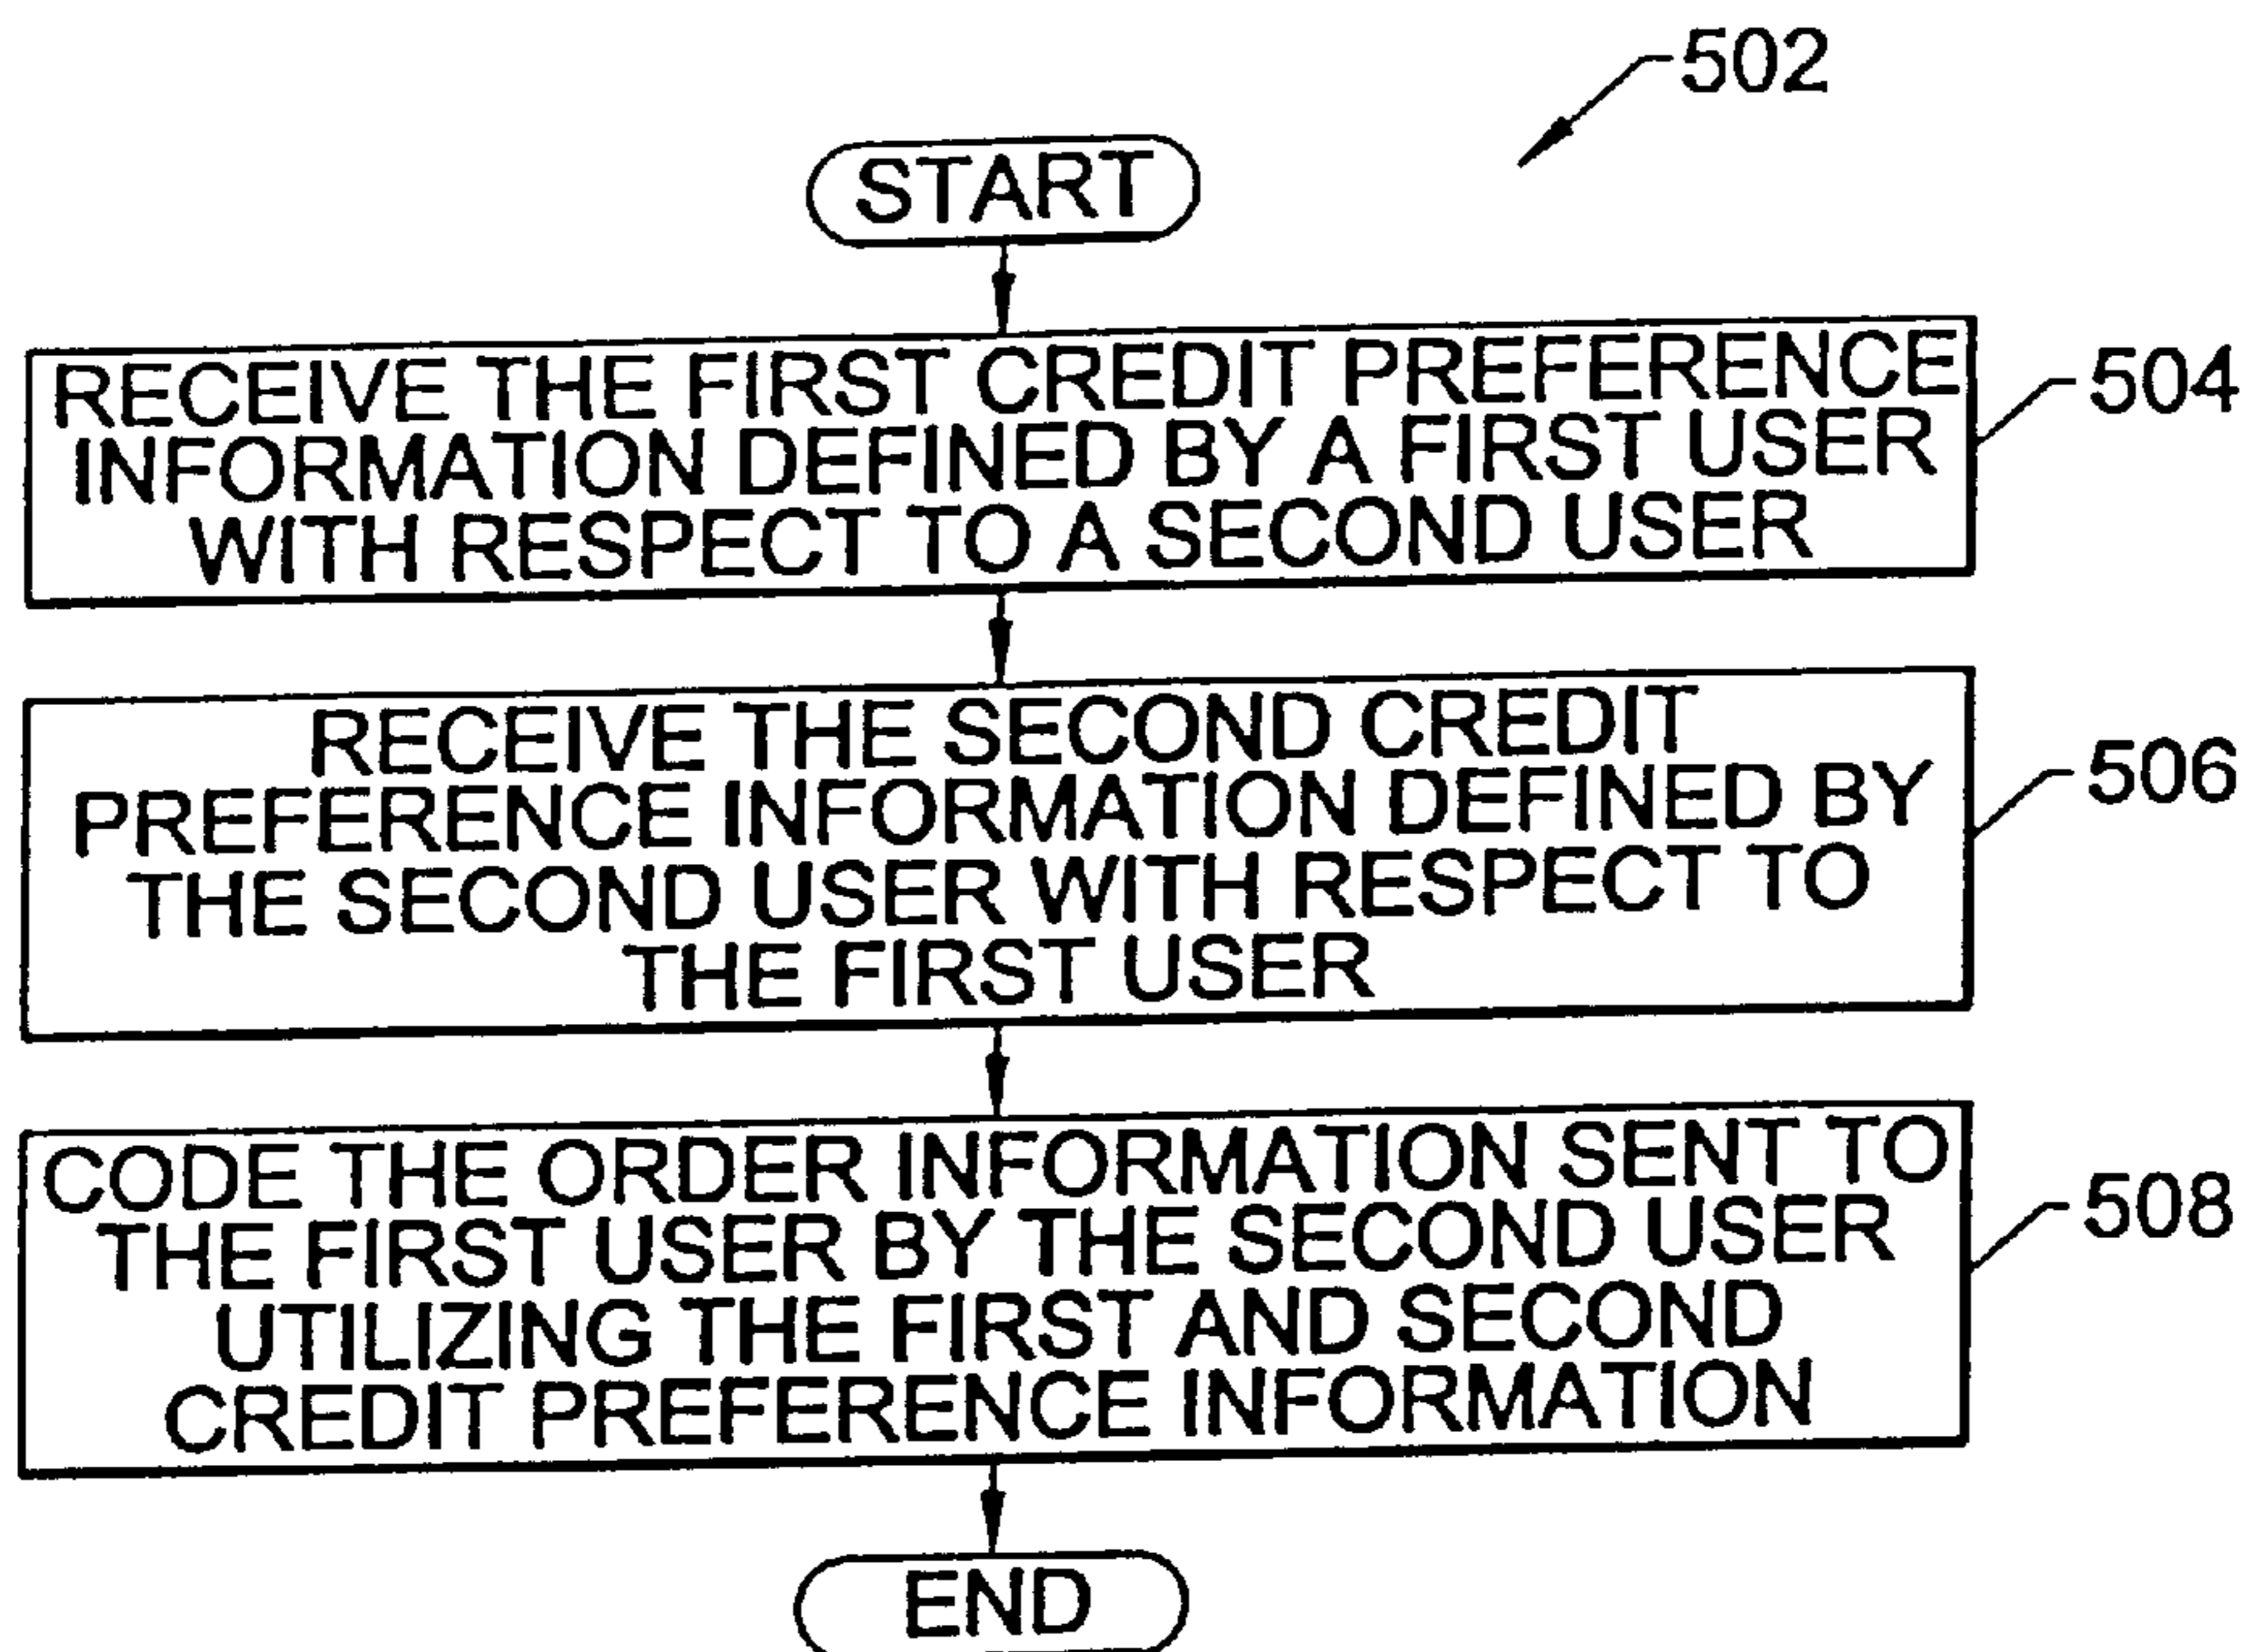 502
START
RECEIVE THE FIRST CREDIT PREFERENCE
INFORMATION DEFINED BY A FIRST USER
WITH RESPECT TO A SECOND USER
504
RECEIVE THE SECOND CREDIT
PREFERENCE INFORMATION DEFINED BY
THE SECOND USER WITH RESPECT TO
THE FIRST USER
506
CODE THE ORDER INFORMATION SENT TO
THE FIRST USER BY THE SECOND USER
UTILIZING THE FIRST AND SECOND
CREDIT PREFERENCE INFORMATION
508
END